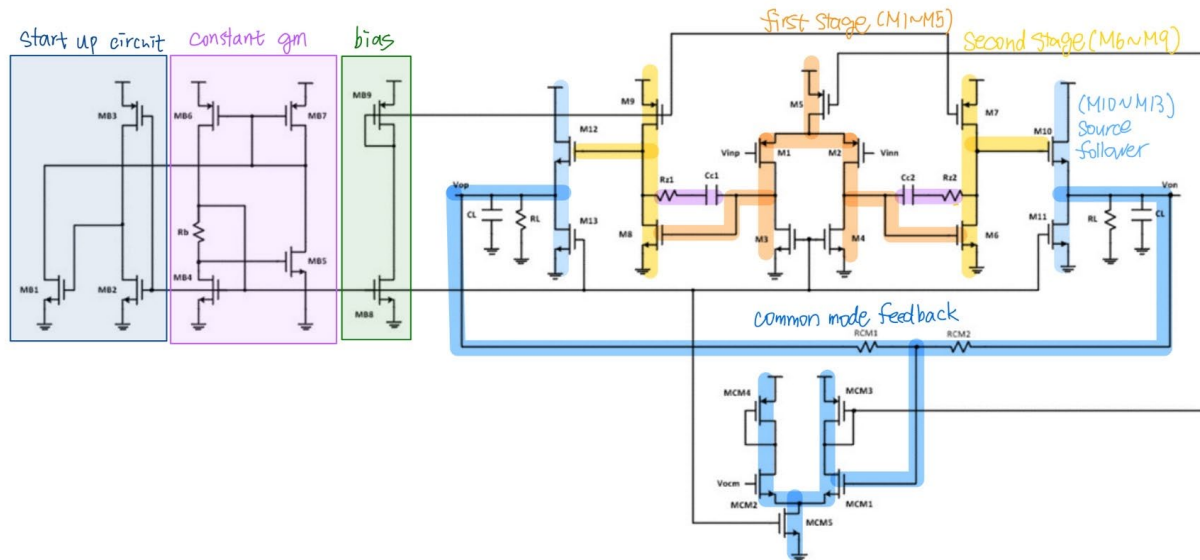 first stage (M1~M5)
start up circuit
constant gm
bias
second stage (M6~M9)
MB3
MB6
MB7
MB9
M9
M5
M7
(M10~M13)
source
follower
M12
M10
Vinp
M1
M2
Vinn
Rz1
Cc1
Cc2
Rz2
Vop
Von
CL
RL
M13
M11
RL
CL
Rb
M8
M3
M4
M6
MB5
MB4
MB1
MB2
MB8
common mode feedback
RCM1
RCM2
MCM4
MCM3
Vocm
MCM2
MCM1
MCM5